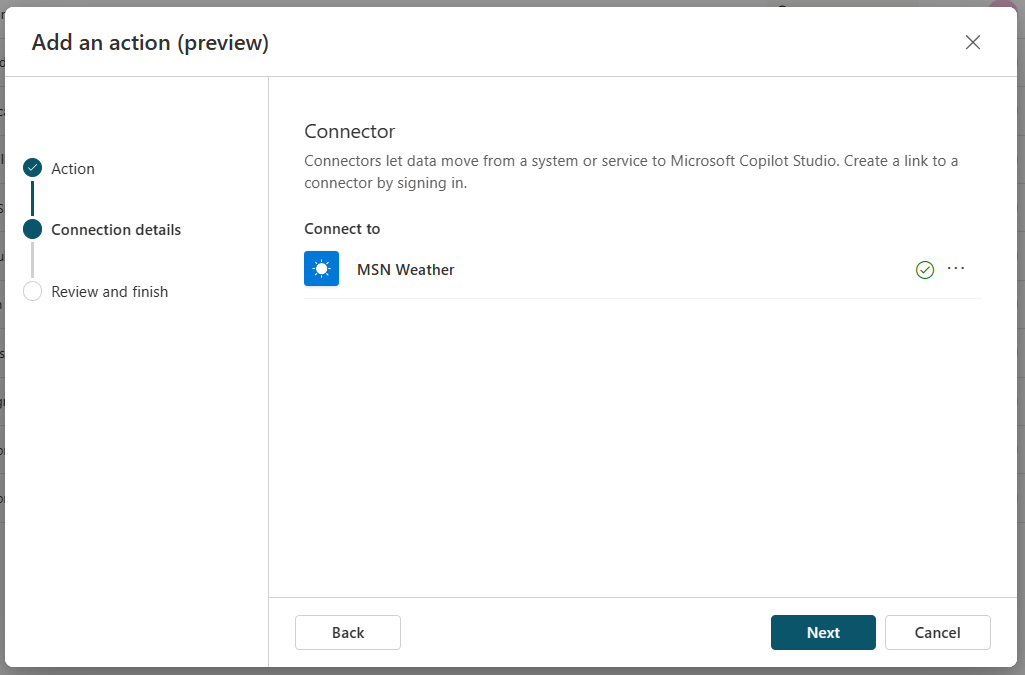 Add an action (preview)
Action
Connection details
Review and finish
Connector
Connectors let data move from a system or service to Microsoft Copilot Studio. Create a link to a
connector by signing in.
Connect to
MSN Weather
Back
Next
Cancel